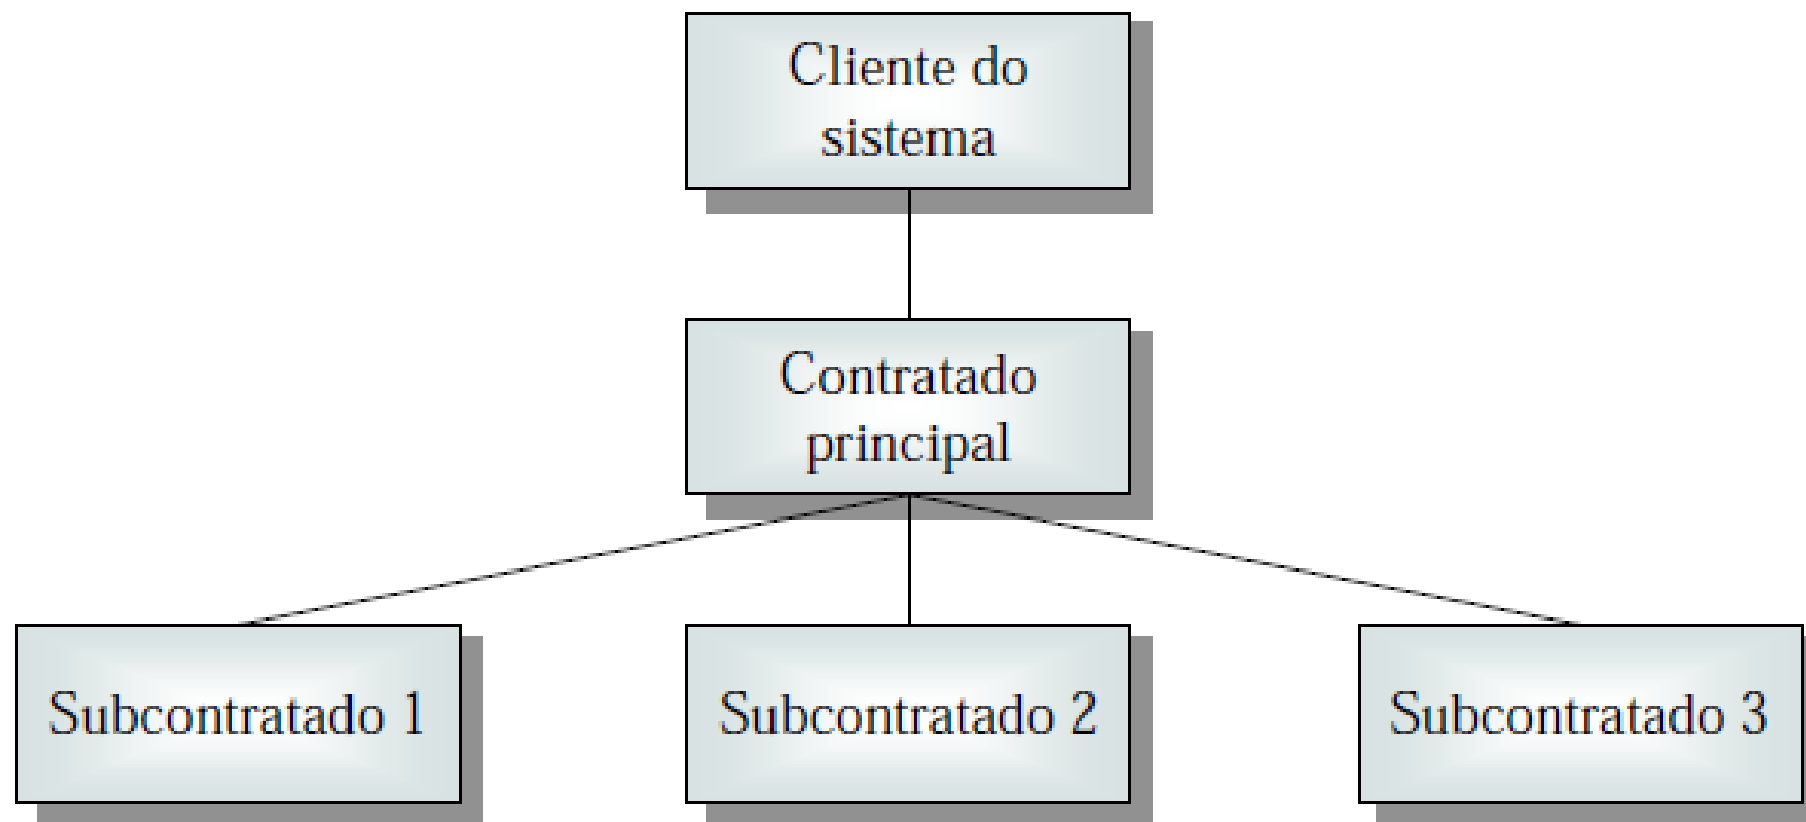 Cliente do
sistema
Contratado
principal
Subcontratado 1
Subcontratado 2
Subcontratado 3